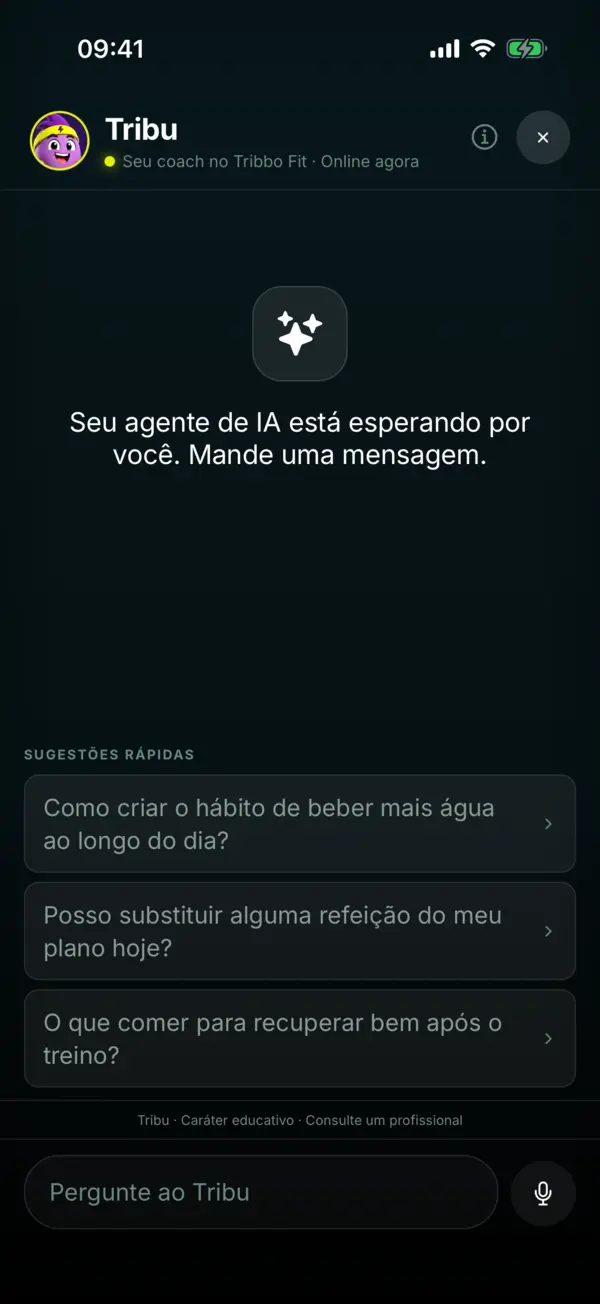 09:41
Tribu
Seu coach no Tribbo Fit · Online agora
Seu agente de IA está esperando por
você. Mande uma mensagem.
SUGESTÕES RÁPIDAS
Como criar o hábito de beber mais água
ao longo do dia?
Posso substituir alguma refeição do meu
plano hoje?
O que comer para recuperar bem após o
treino?
Tribu · Caráter educativo · Consulte um profissional
Pergunte ao Tribu